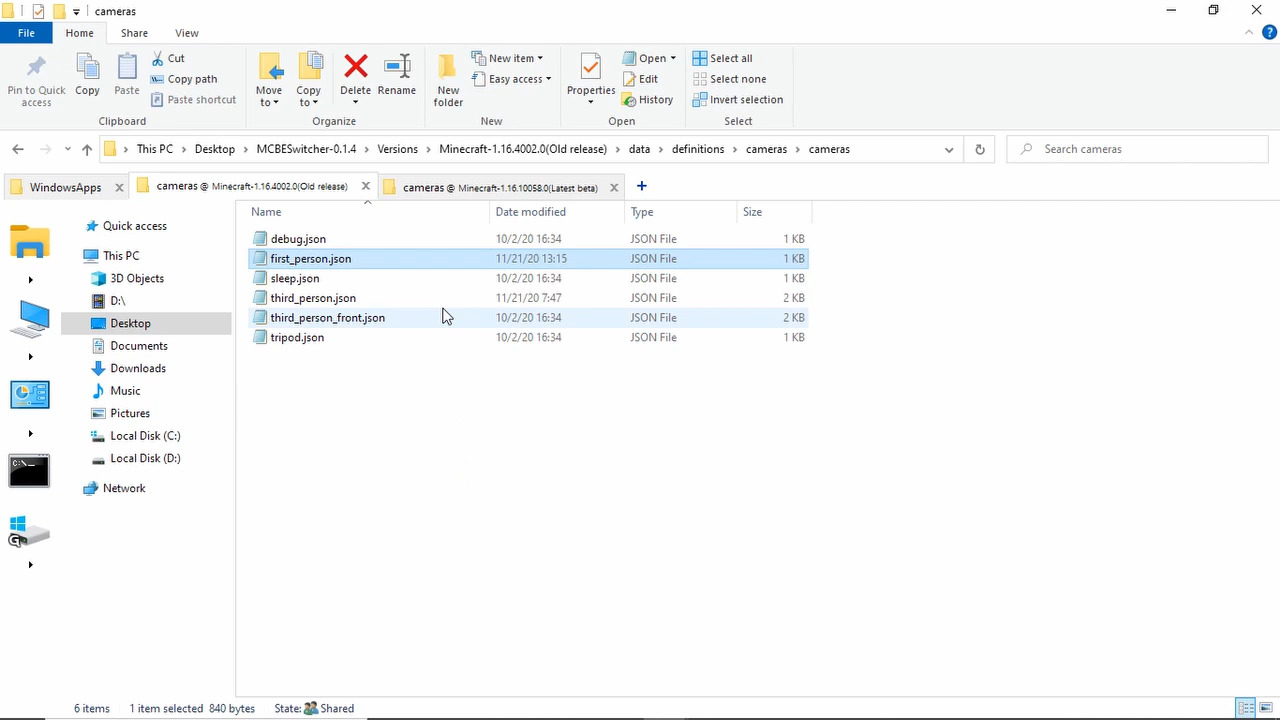 cameras
File
Home
Share
View
Pin to Quick access
Copy
Paste
Cut
Copy path
Paste shortcut
Clipboard
Move to
Copy to
Delete
Rename
Organize
New folder
New item
Easy access
New
Properties
Open
Edit
History
Open
Select all
Select none
Invert selection
Select
This PC
Desktop
MCBESwitcher-0.1.4
Versions
Minecraft-1.16.4002.0(Old release)
data
definitions
cameras
cameras
Search cameras
WindowsApps
cameras @ Minecraft-1.16.4002.0(Old release)
cameras @ Minecraft-1.16.10058.0(Latest beta)
Quick access
This PC
3D Objects
D:\
Desktop
Documents
Downloads
Music
Pictures
Local Disk (C:)
Local Disk (D:)
Network
Name Date modified Type Size
debug.json 10/2/20 16:34 JSON File 1 KB
first_person.json 11/21/20 13:15 JSON File 1 KB
sleep.json 10/2/20 16:34 JSON File 1 KB
third_person.json 11/21/20 7:47 JSON File 2 KB
third_person_front.json 10/2/20 16:34 JSON File 2 KB
tripod.json 10/2/20 16:34 JSON File 1 KB
6 items 1 item selected 840 bytes State: Shared